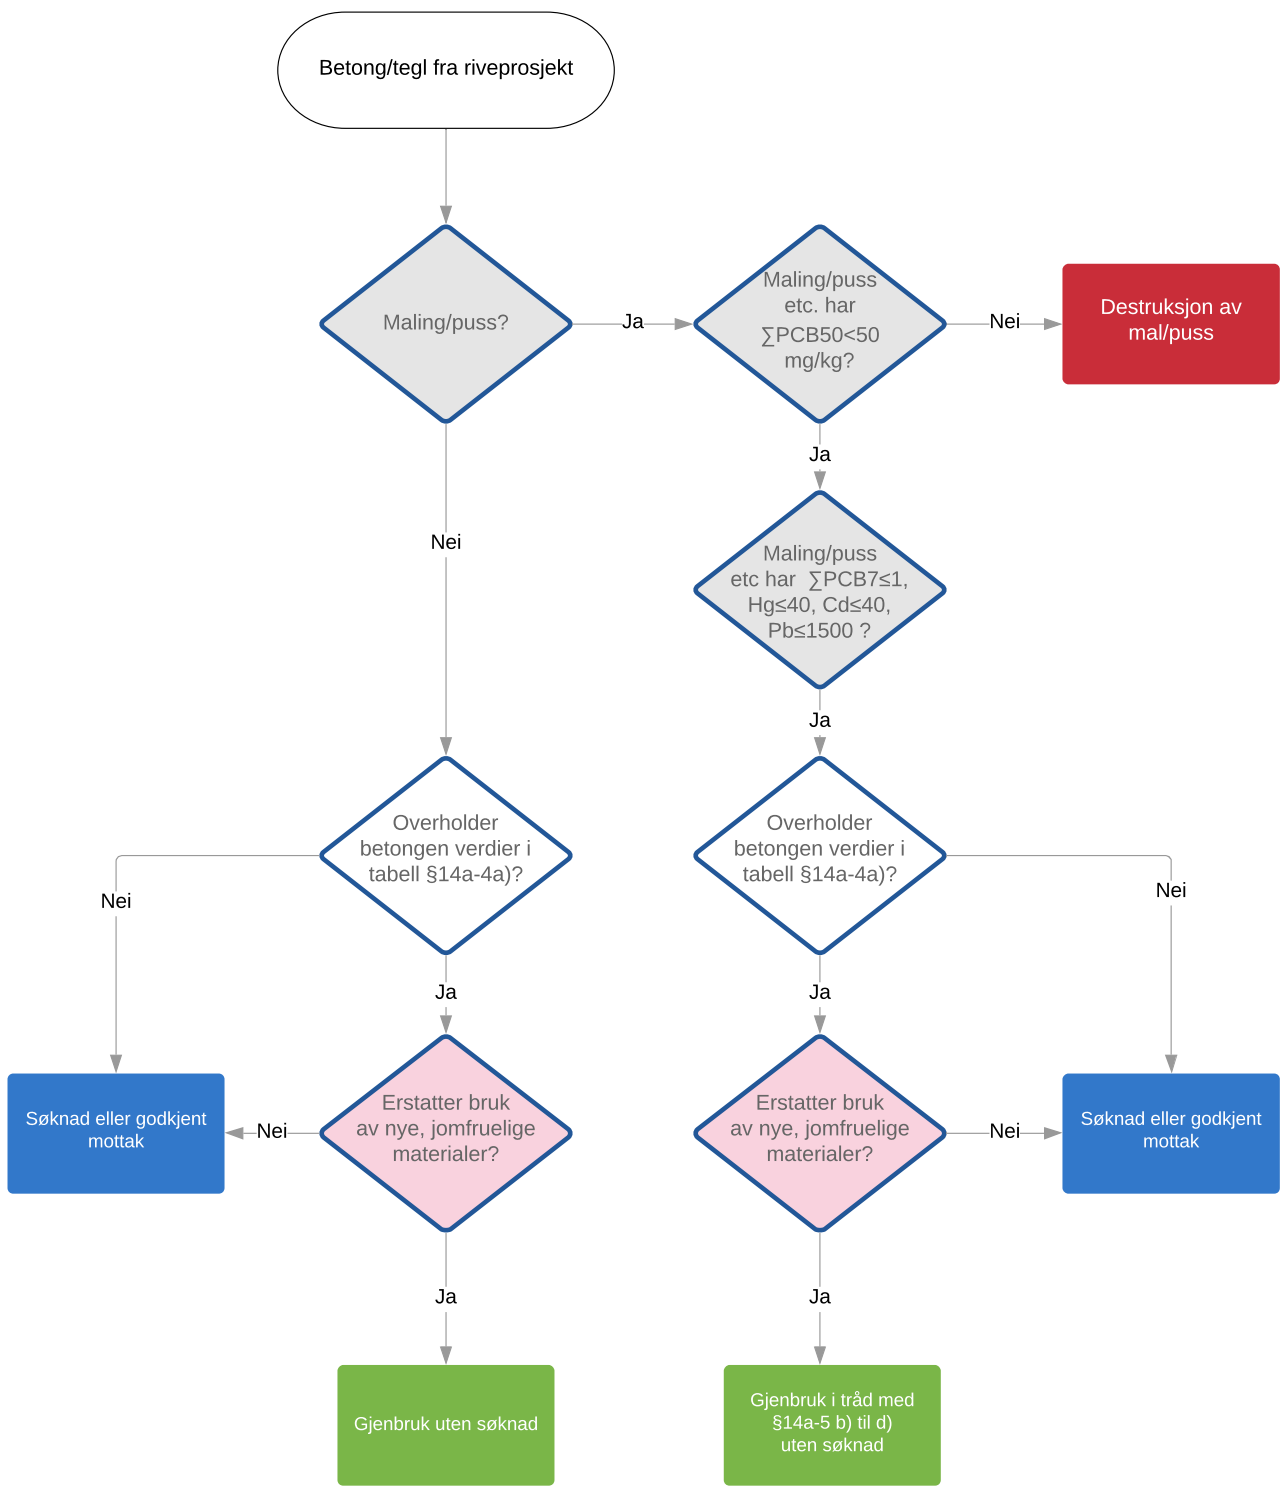 Betong/tegl fra riveprosjekt
Maling/puss?
Ja
Maling/puss
etc. har
∑PCB50<50
mg/kg?
Nei
Destruksjon av
mal/puss
Ja
Nei
Maling/puss
etc har  ∑PCB7≤1,
Hg≤40, Cd≤40,
Pb≤1500 ?
Ja
Overholder
betongen verdier i
tabell §14a-4a)?
Overholder
betongen verdier i
tabell §14a-4a)?
Nei
Nei
Ja
Ja
Søknad eller godkjent
mottak
Nei
Erstatter bruk
av nye, jomfruelige
materialer?
Erstatter bruk
av nye, jomfruelige
materialer?
Nei
Søknad eller godkjent
mottak
Ja
Ja
Gjenbruk uten søknad
Gjenbruk i tråd med
§14a-5 b) til d)
uten søknad